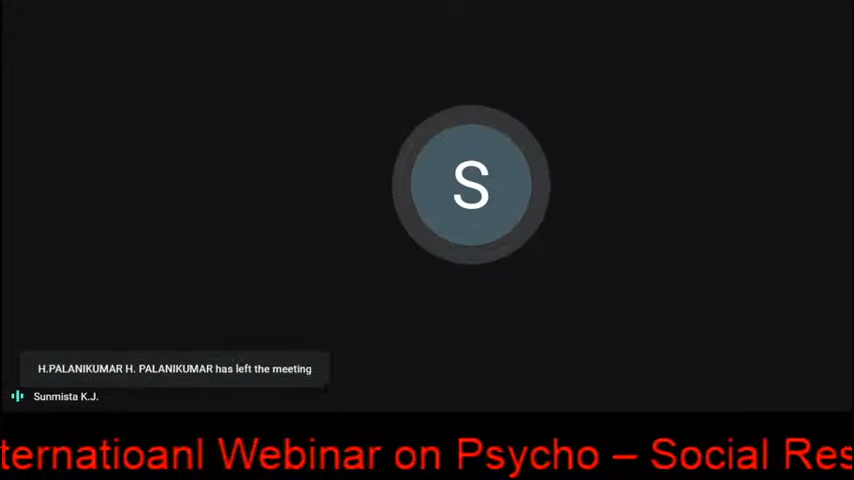 S
H.PALANIKUMAR H. PALANIKUMAR has left the meeting
Sunmista K.J.
ternatioanl Webinar on Psycho – Social Res